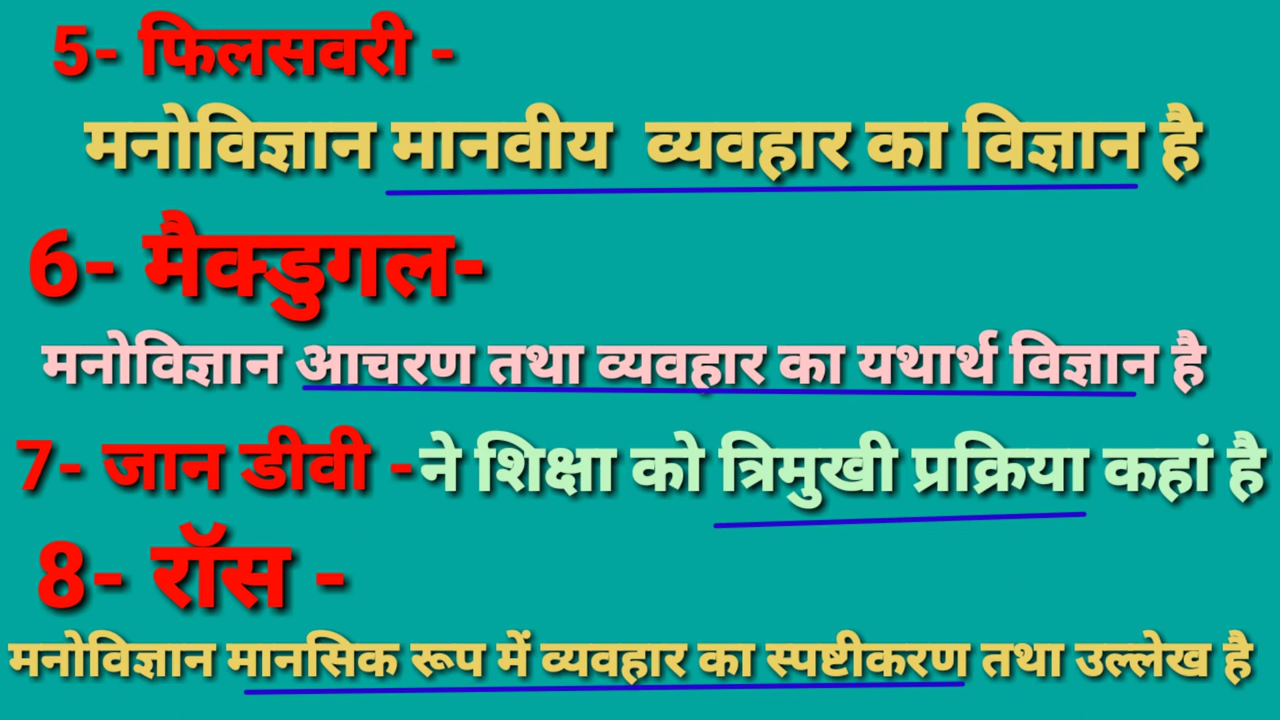 5- फिलसवरी -
मनोविज्ञान मानवीय व्यवहार का विज्ञान है
6- मैक्डुगल-
मनोविज्ञान आचरण तथा व्यवहार का यथार्थ विज्ञान है
7- जान डीवी -ने शिक्षा को त्रिमुखी प्रक्रिया कहां है
8- रॉस -
मनोविज्ञान मानसिक रूप में व्यवहार का स्पष्टीकरण तथा उल्लेख है